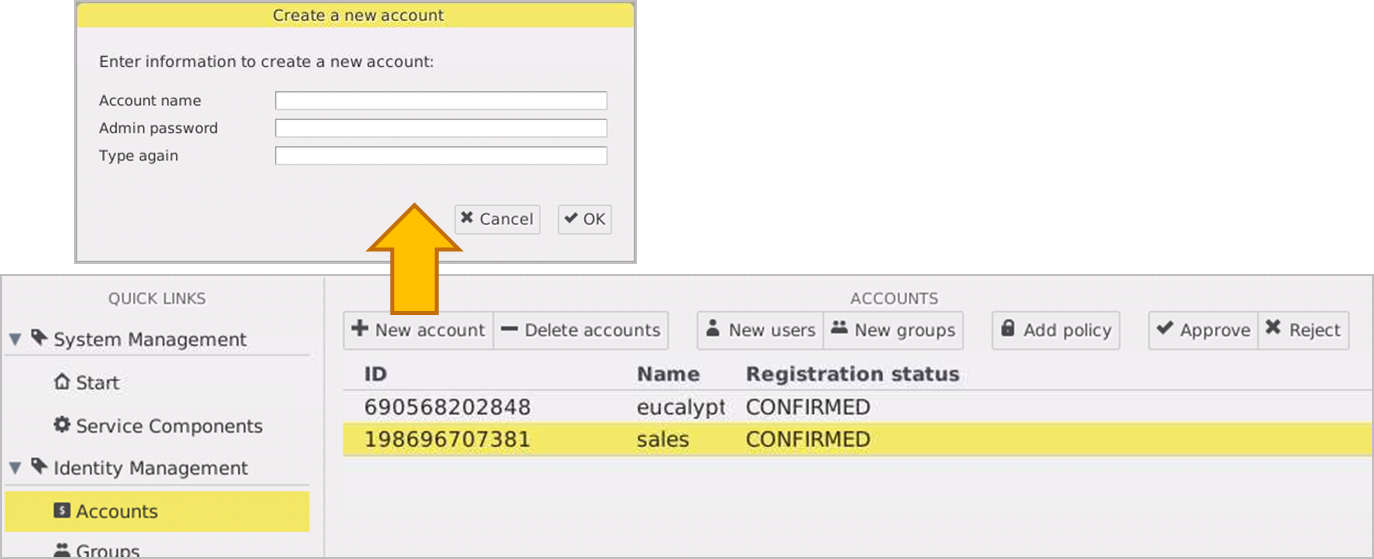 Create a new account
Enter information to create a new account:
Account name
Admin password
Type again
Cancel OK
QUICK LINKS
System Management
Start
Service Components
Identity Management
Accounts
Groups
ACCOUNTS
New account Delete accounts New users New groups Add policy Approve Reject
ID Name Registration status
690568202848 eucalypt CONFIRMED
198696707381 sales CONFIRMED